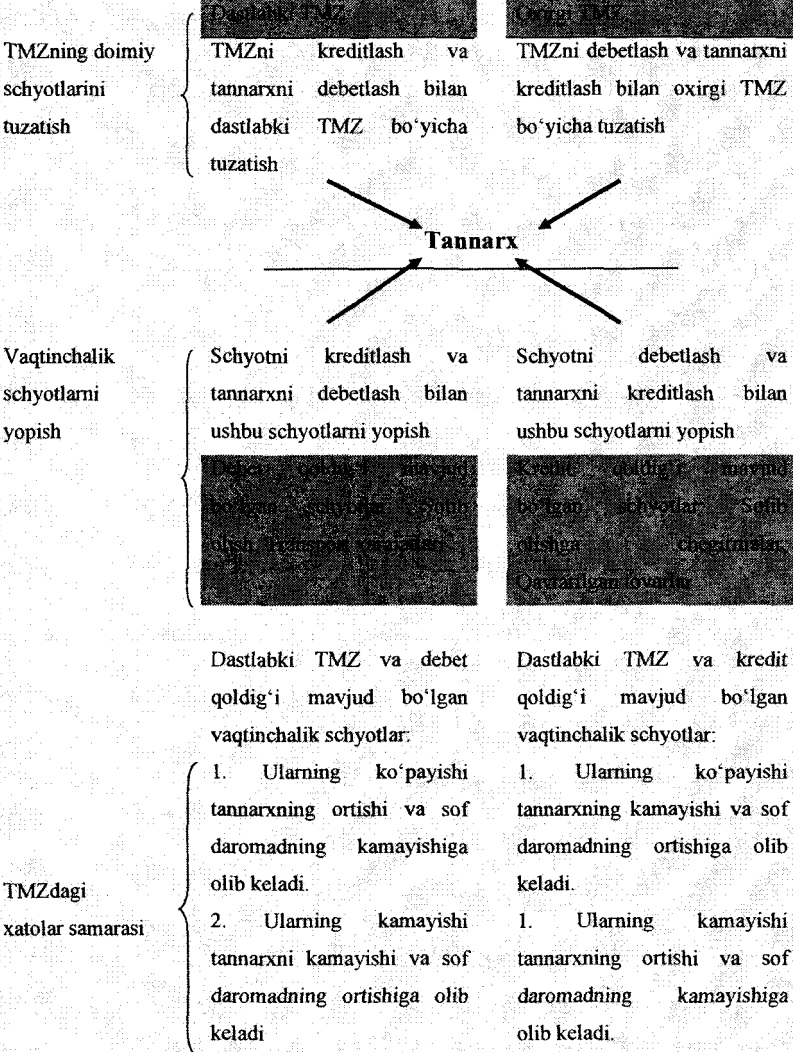 Dastlabki TMZ
Oxirgi TMZ
TMZning doimiy
schyotlarini
tuzatish
TMZni kreditlash va
tannarxni debetlash bilan
dastlabki TMZ bo‘yicha
tuzatish
TMZni debetlash va tannarxni
kreditlash bilan oxirgi TMZ
bo‘yicha tuzatish
Tannarx
Vaqtinchalik
schyotlarni
yopish
Schyotni kreditlash va
tannarxni debetlash bilan
ushbu schyotlarni yopish
Debet qoldig‘i mavjud
bo‘lgan schyotlar Sotib
olish, Transport xarajatlari
Schyotni debetlash va
tannarxni kreditlash bilan
ushbu schyotlarni yopish
Kredit qoldig‘i mavjud
bo‘lgan schyotlar Sotib
olishga chegirmalar,
Qaytarilgan tovarlar
Dastlabki TMZ va debet
qoldig‘i mavjud bo‘lgan
vaqtinchalik schyotlar:
Dastlabki TMZ va kredit
qoldig‘i mavjud bo‘lgan
vaqtinchalik schyotlar:
TMZdagi
xatolar samarasi
1. Ularning ko‘payishi
tannarxning ortishi va sof
daromadning kamayishiga
olib keladi.
2. Ularning kamayishi
tannarxni kamayishi va sof
daromadning ortishiga olib
keladi
1. Ularning ko‘payishi
tannarxning kamayishi va sof
daromadning ortishiga olib
keladi.
1. Ularning kamayishi
tannarxning ortishi va sof
daromadning kamayishiga
olib keladi.